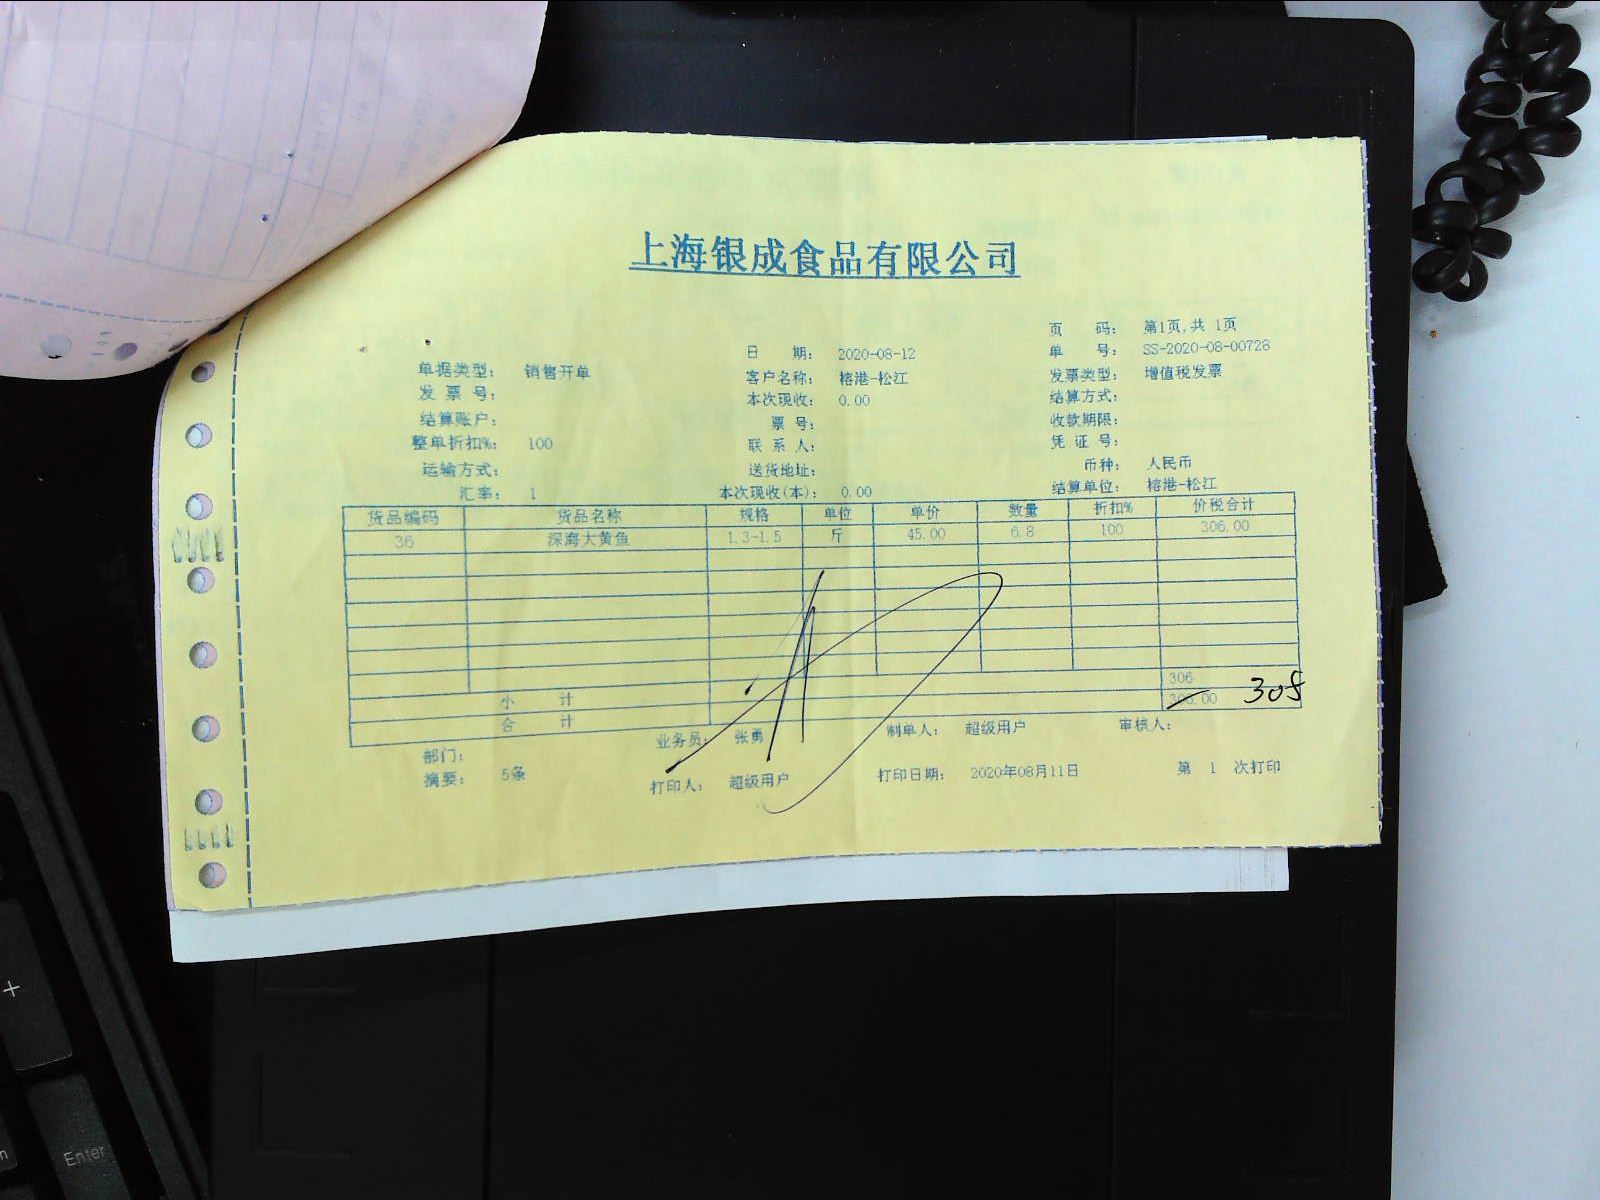 上海银成食品有限公司
页 码: 第1页,共 1页
单据类型: 销售开单 日 期: 2020-08-12 单 号: SS-2020-08-00728
发 票 号: 客户名称: 榕港-松江 发票类型: 增值税发票
结算账户: 本次现收: 0.00 结算方式:
整单折扣%: 100 票 号: 收款期限:
运输方式: 联 系 人: 凭 证 号:
汇率: 1 送货地址: 币种: 人民币
本次现收(本): 0.00 结算单位: 榕港-松江
货品编码 货品名称 规格 单位 单价 数量 折扣% 价税合计
36 深海大黄鱼 1.3-1.5 斤 45.00 6.8 100 306.00
小 计 306
合 计 306.00 305
部门: 业务员: 张勇 制单人: 超级用户 审核人:
摘要: 5条 打印人: 超级用户 打印日期: 2020年08月11日 第 1 次打印
+
Enter